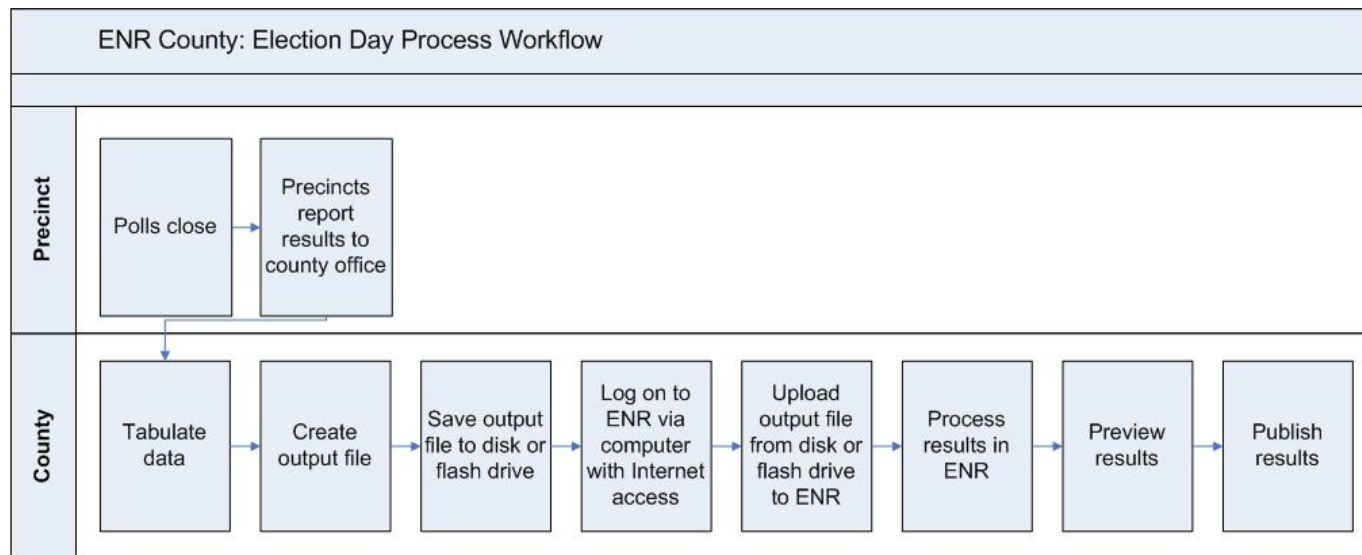 ENR County: Election Day Process Workflow
Precinct
Polls close
Precincts
report
results to
county office
County
Tabulate
data
Create
output file
Save output
file to disk or
flash drive
Log on to
ENR via
computer
with Internet
access
Upload
output file
from disk or
flash drive
to ENR
Process
results in
ENR
Preview
results
Publish
results